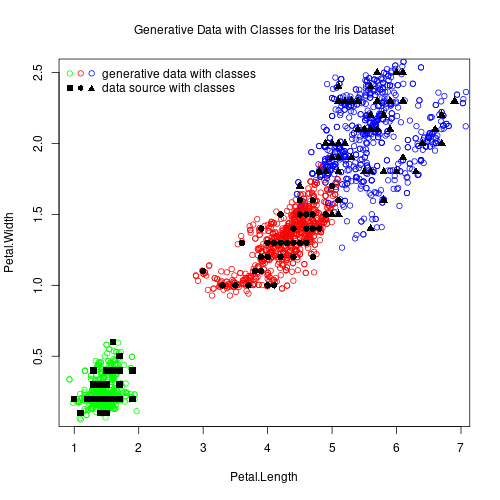 Generative Data with Classes for the Iris Dataset
generative data with classes
data source with classes
Petal.Width
2.5
2.0
1.5
1.0
0.5
1 2 3 4 5 6 7
Petal.Length